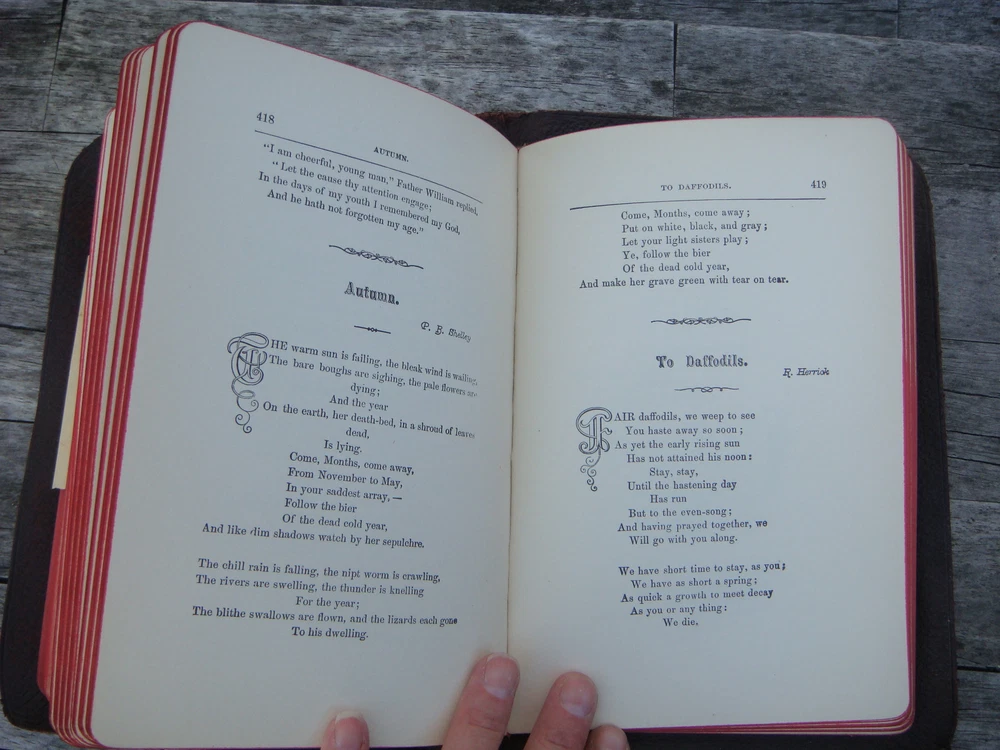 418
AUTUMN.
"I am cheerful, young man," Father William replied,
"Let the cause thy attention engage;
In the days of my youth I remembered my God,
And he hath not forgotten my age."
Autumn.
P. B. Shelley
THE warm sun is failing, the bleak wind is wailing,
The bare boughs are sighing, the pale flowers are
dying;
And the year
On the earth, her death-bed, in a shroud of leaves
dead,
Is lying.
Come, Months, come away,
From November to May,
In your saddest array,—
Follow the bier
Of the dead cold year,
And like dim shadows watch by her sepulchre.
The chill rain is falling, the nipt worm is crawling,
The rivers are swelling, the thunder is knelling
For the year;
The blithe swallows are flown, and the lizards each gone
To his dwelling.
TO DAFFODILS.
419
Come, Months, come away;
Put on white, black, and gray;
Let your light sisters play;
Ye, follow the bier
Of the dead cold year,
And make her grave green with tear on tear.
To Daffodils.
R. Herrick
FAIR daffodils, we weep to see
You haste away so soon;
As yet the early rising sun
Has not attained his noon:
Stay, stay,
Until the hastening day
Has run
But to the even-song;
And having prayed together, we
Will go with you along.
We have short time to stay, as you;
We have as short a spring;
As quick a growth to meet decay
As you or any thing:
We die,